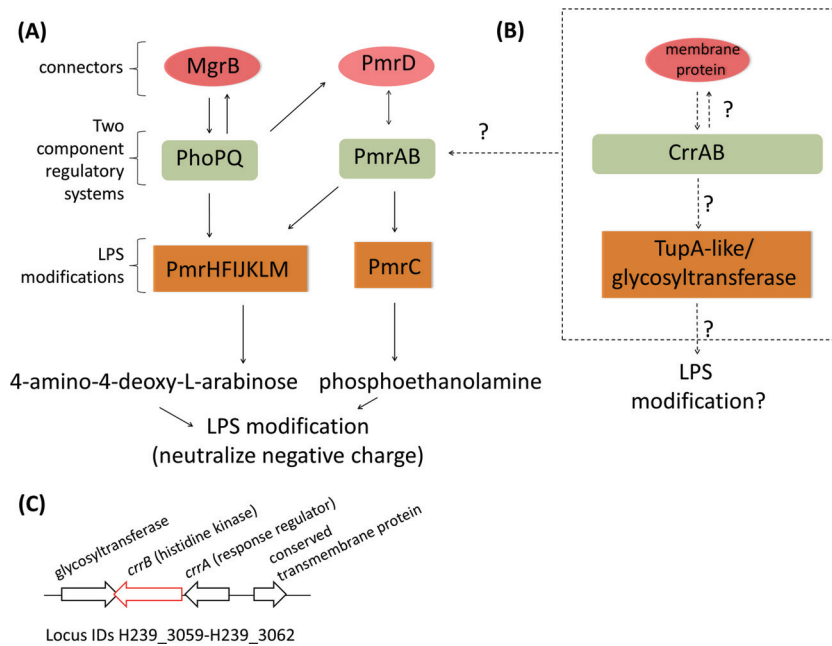 (A)
connectors
MgrB
PmrD
Two
component
regulatory
systems
PhoPQ
PmrAB
LPS
modifications
PmrHFIJKLM
PmrC
4-amino-4-deoxy-L-arabinose
phosphoethanolamine
LPS modification
(neutralize negative charge)
(B)
membrane
protein
?
?
CrrAB
?
TupA-like/
glycosyltransferase
?
LPS
modification?
(C)
glycosyltransferase
crrB (histidine kinase)
crrA (response regulator)
conserved
transmembrane protein
Locus IDs H239_3059-H239_3062